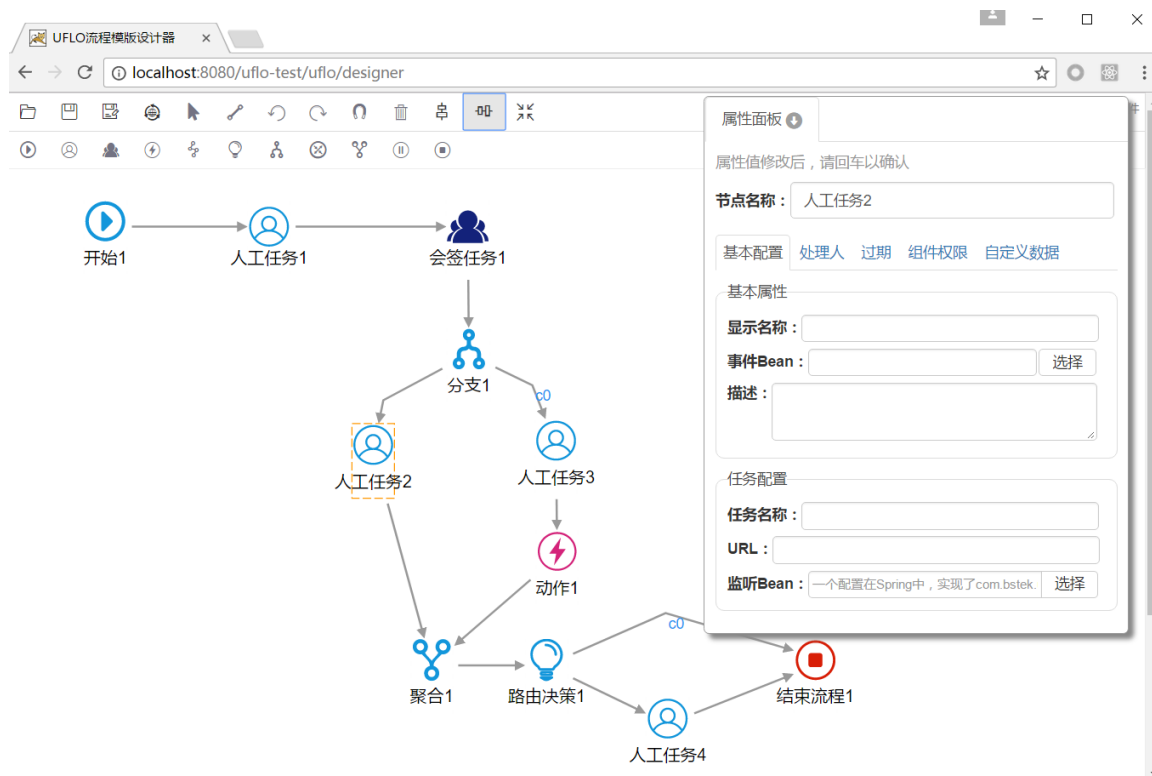 UFLO流程模版设计器
localhost:8080/uflo-test/uflo/designer
属性面板
件
属性值修改后，请回车以确认
节点名称：
人工任务2
基本配置 处理人 过期 组件权限 自定义数据
基本属性
显示名称：
事件Bean：
选择
描述：
任务配置
任务名称：
URL：
监听Bean：
一个配置在Spring中，实现了com.bstek.
选择
开始1
人工任务1
会签任务1
分支1
c0
人工任务2
人工任务3
动作1
c0
聚合1
路由决策1
结束流程1
人工任务4